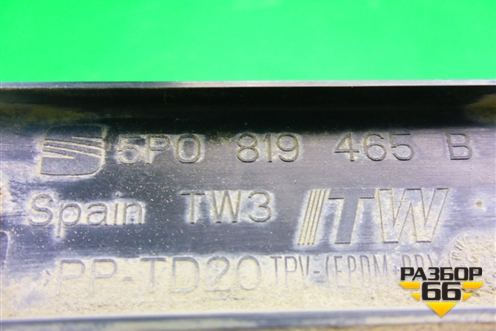 5P0 819 465 B
Spain TW3 ITW
PP-TD20 TPV-(EPDM+PP)
РАЗБОР
66